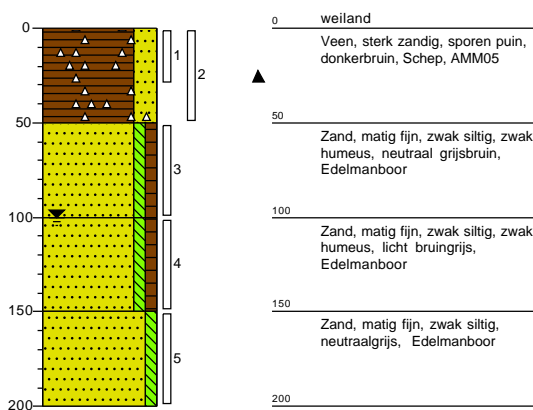 0
50
100
150
200
1
2
3
4
5
0 weiland
Veen, sterk zandig, sporen puin,
donkerbruin, Schep, AMM05
50
Zand, matig fijn, zwak siltig, zwak
humeus, neutraal grijsbruin,
Edelmanboor
100
Zand, matig fijn, zwak siltig, zwak
humeus, licht bruingrijs,
Edelmanboor
150
Zand, matig fijn, zwak siltig,
neutraalgrijs, Edelmanboor
200